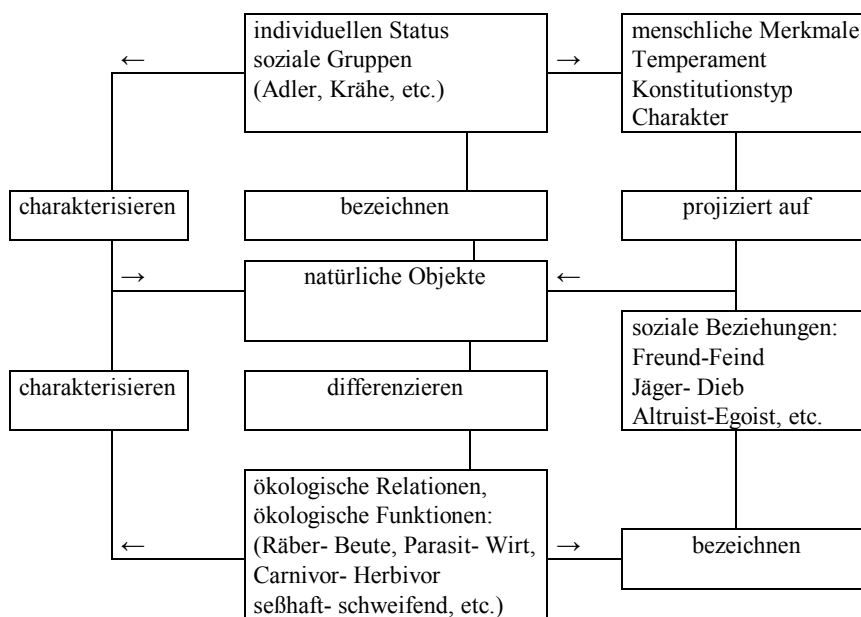 individuellen Status
soziale Gruppen
(Adler, Krähe, etc.)
menschliche Merkmale
Temperament
Konstitutionstyp
Charakter
←
→
charakterisieren
bezeichnen
projiziert auf
→
natürliche Objekte
←
soziale Beziehungen:
Freund-Feind
Jäger- Dieb
Altruist-Egoist, etc.
charakterisieren
differenzieren
ökologische Relationen,
ökologische Funktionen:
(Räber- Beute, Parasit- Wirt,
Carnivor- Herbivor
seßhaft- schweifend, etc.)
←
→
bezeichnen